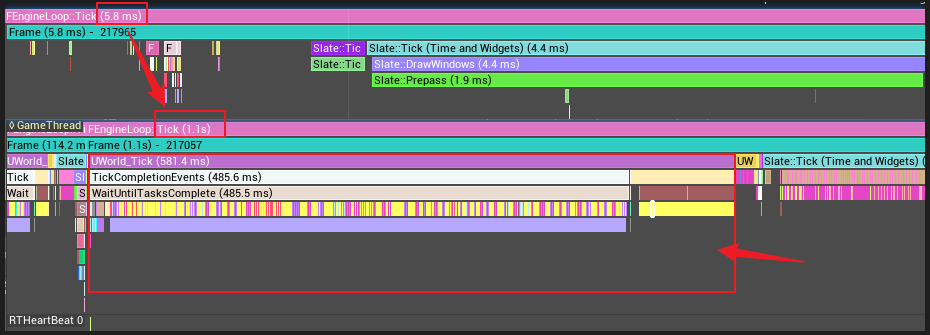 FEngineLoop::Tick (5.8 ms)
Frame (5.8 ms) - 217965
F F Slate::Tic Slate::Tick (Time and Widgets) (4.4 ms)
Slate::Tic Slate::DrawWindows (4.4 ms)
Slate::Prepass (1.9 ms)
◊ GameThread FEngineLoop::Tick (1.1s)
Frame (114.2 m Frame (1.1s) - 217057
UWorld_ Slate UWorld_Tick (581.4 ms) UW Slate::Tick (Time and Widgets) (
Tick Sl TickCompletionEvents (485.6 ms)
Wait S WaitUntilTasksComplete (485.5 ms)
S
RTHeartBeat 0